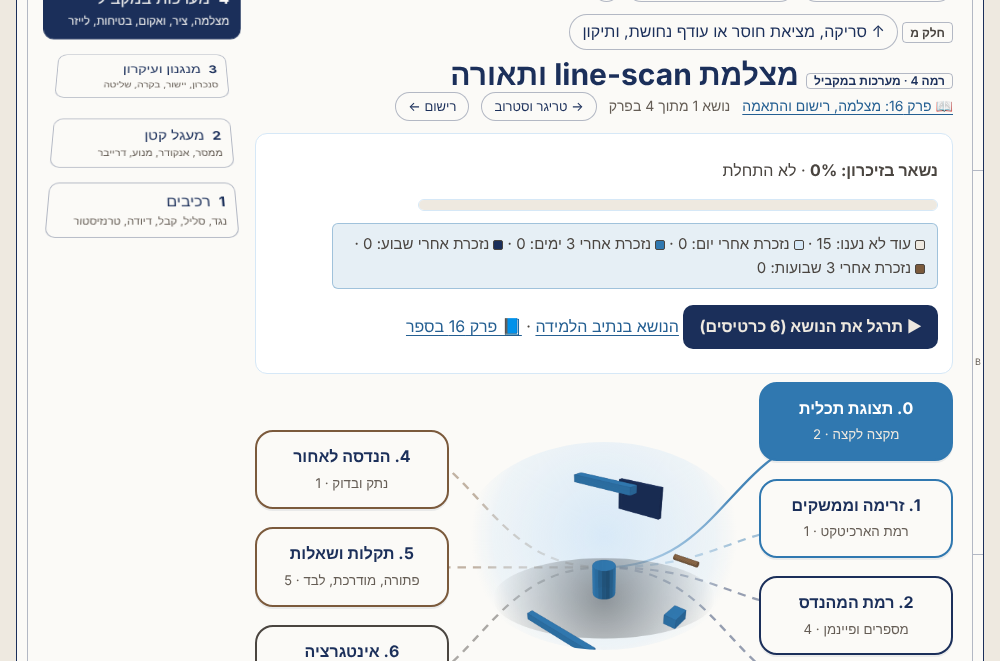 4 מערכות במקביל
מצלמה, ציר, ואקום, בטיחות, לייזר
3 מנגנון ועיקרון
סנכרון, יישור, בקרה, שליטה
2 מעגל קטן
ממסר, אנקודר, מנוע, דרייבר
1 רכיבים
נגד, סליל, קבל, דיודה, טרנזיסטור
חלק מ
↑ סריקה, מציאת חוסר או עודף נחושת, ותיקון
רמה 4 · מערכות במקביל
מצלמת line-scan ותאורה
📖 פרק 16: מצלמה, רישום והתאמה
נושא 1 מתוך 4 בפרק
→ טריגר וסטרוב
רישום ←
נשאר בזיכרון: 0% · לא התחלת
עוד לא נענו: 15 · נזכרת אחרי יום: 0 · נזכרת אחרי 3 ימים: 0 · נזכרת אחרי שבוע: 0 ·
נזכרת אחרי 3 שבועות: 0
▶ תרגל את הנושא (6 כרטיסים)
הנושא בנתיב הלמידה · 📘 פרק 16 בספר
0. תצוגת תכלית
מקצה לקצה · 2
1. זרימה וממשקים
רמת הארכיטקט · 1
2. רמת המהנדס
מספרים ופיינמן · 4
4. הנדסה לאחור
נתק ובדוק · 1
5. תקלות ושאלות
פתורה, מודרכת, לבד · 5
6. אינטגרציה
B